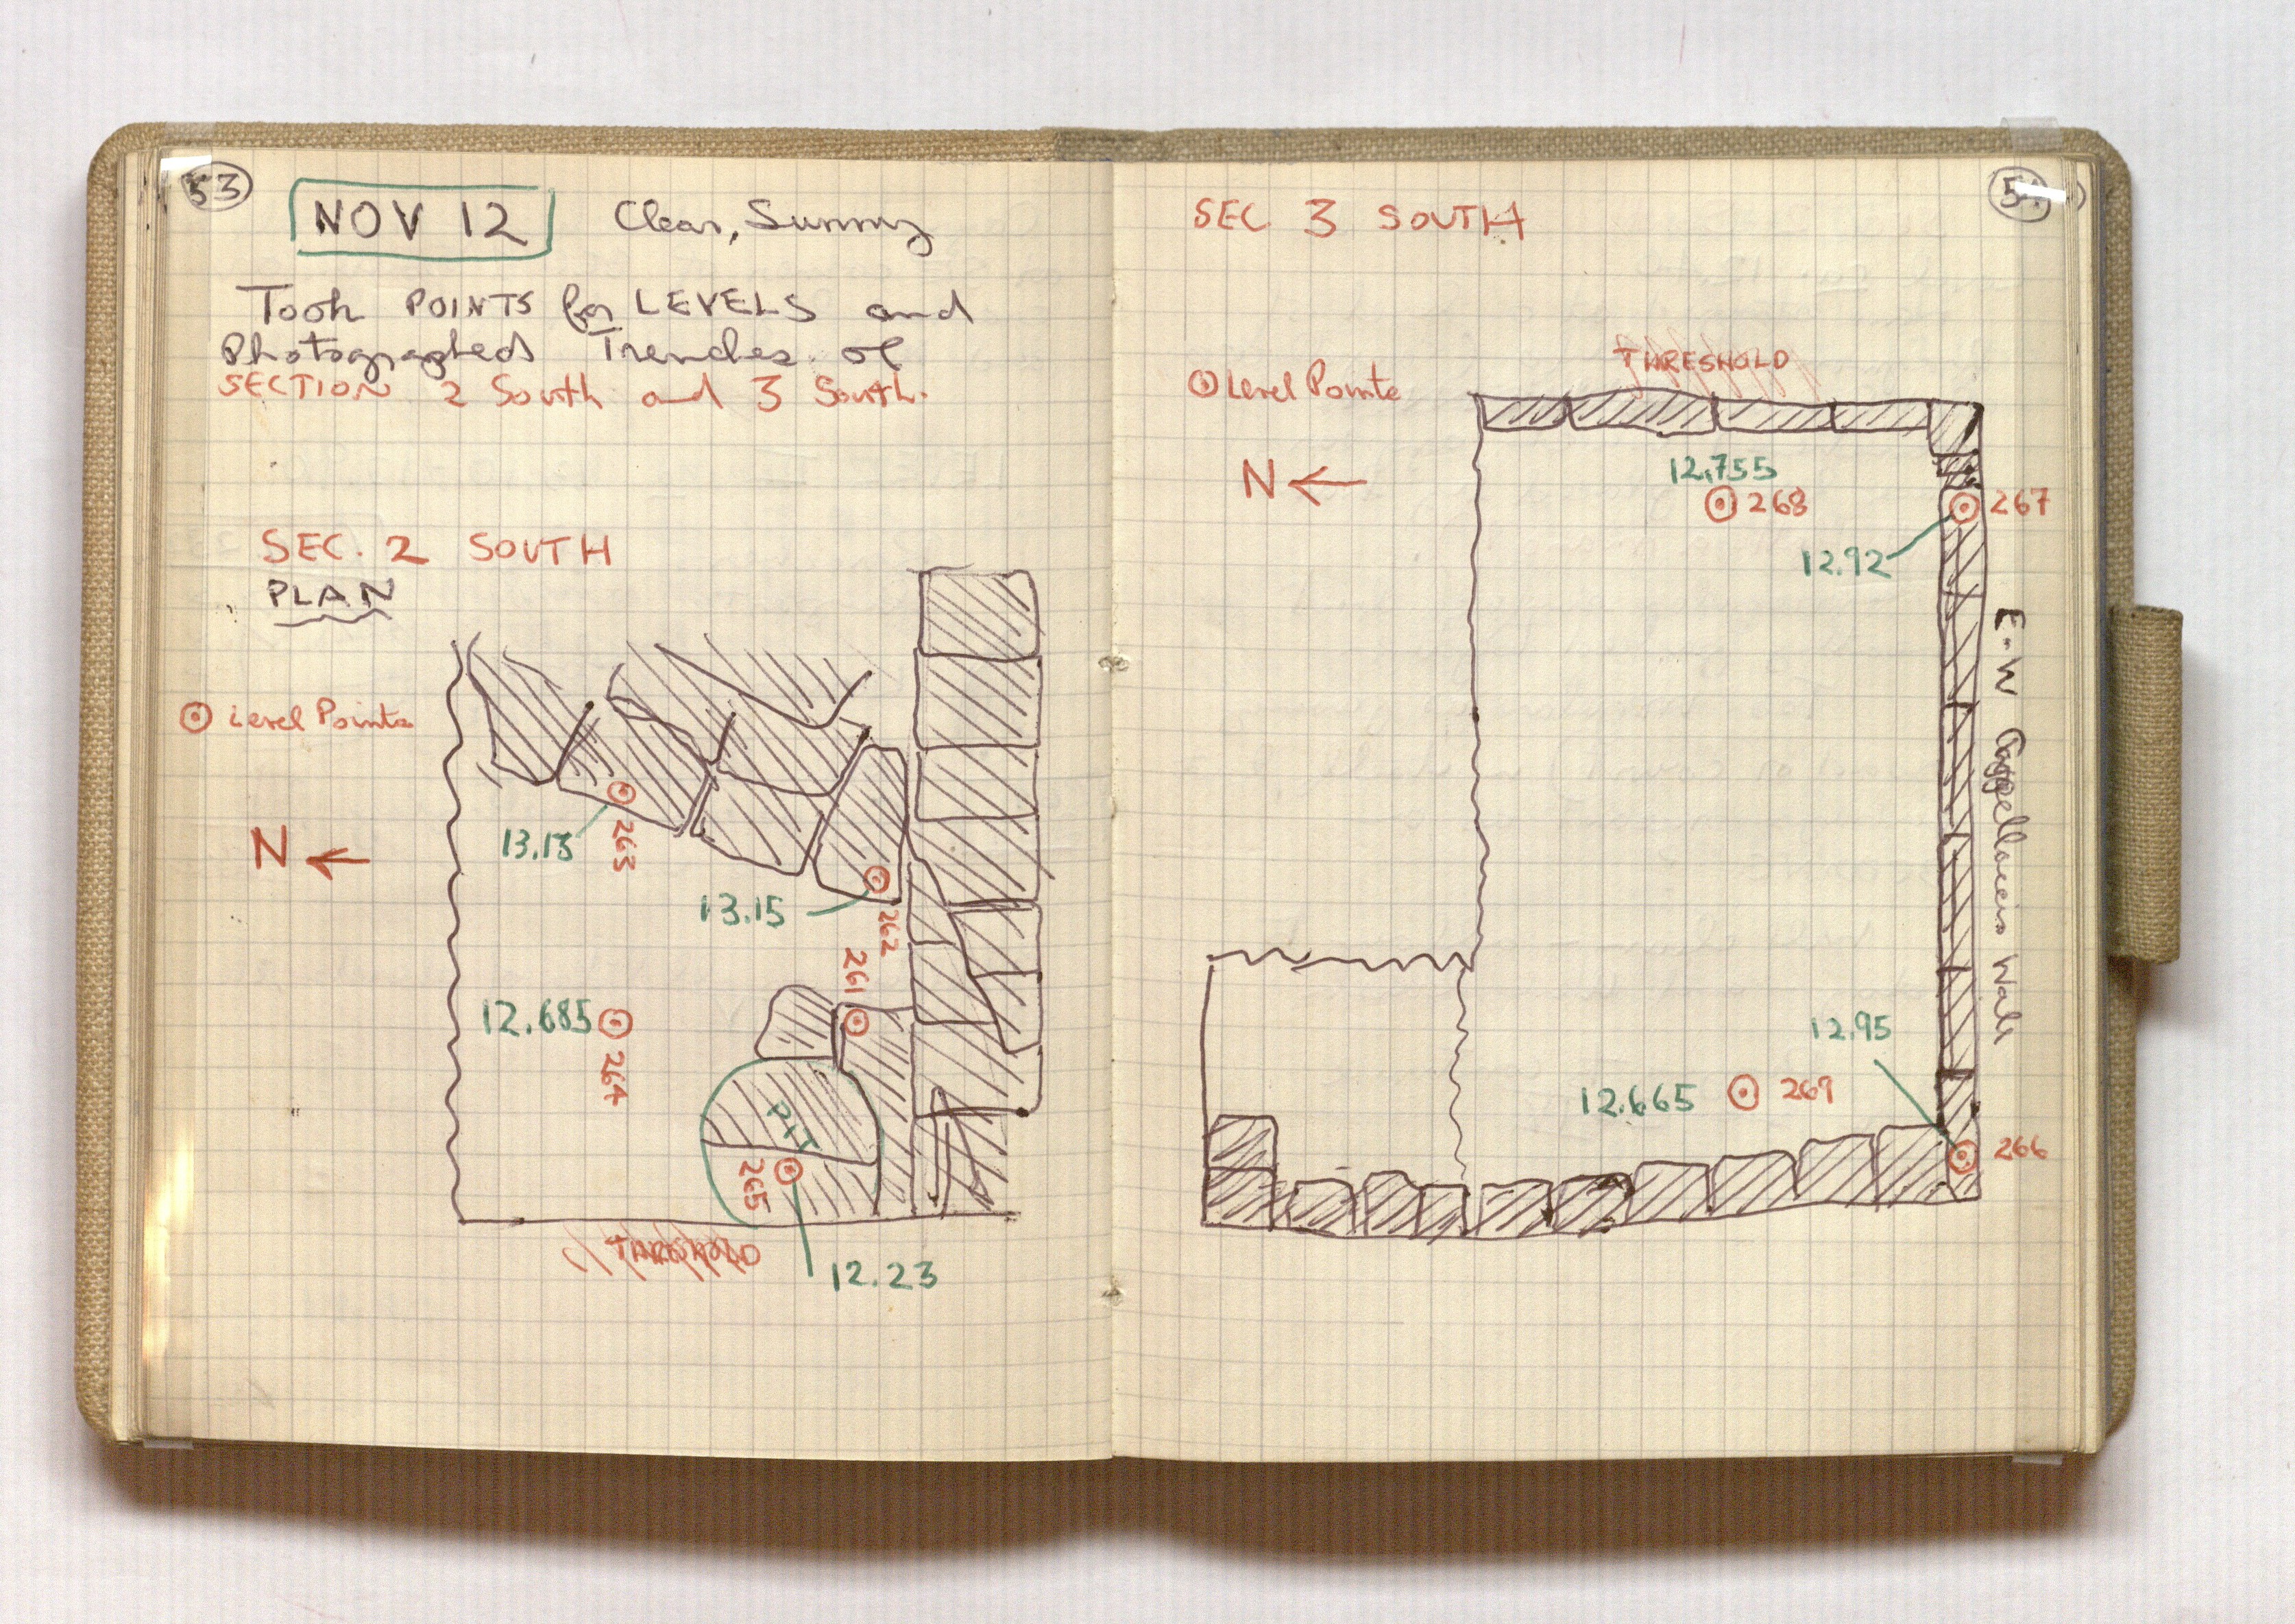 53
NOV 12 Clear, Sunny
Took POINTS for LEVELS and
Photographed Trenches of
SECTION 2 South and 3 South.
SEC. 2 SOUTH
PLAN
Level Points
N
263
13.15
262
261
12.685
264
PIT
265
THRESHOLD
12.23
54
SEC 3 SOUTH
THRESHOLD
Level Points
N
12.755
268
267
12.92
E-W Cappellaccio Wall
12.95
12.665
269
266